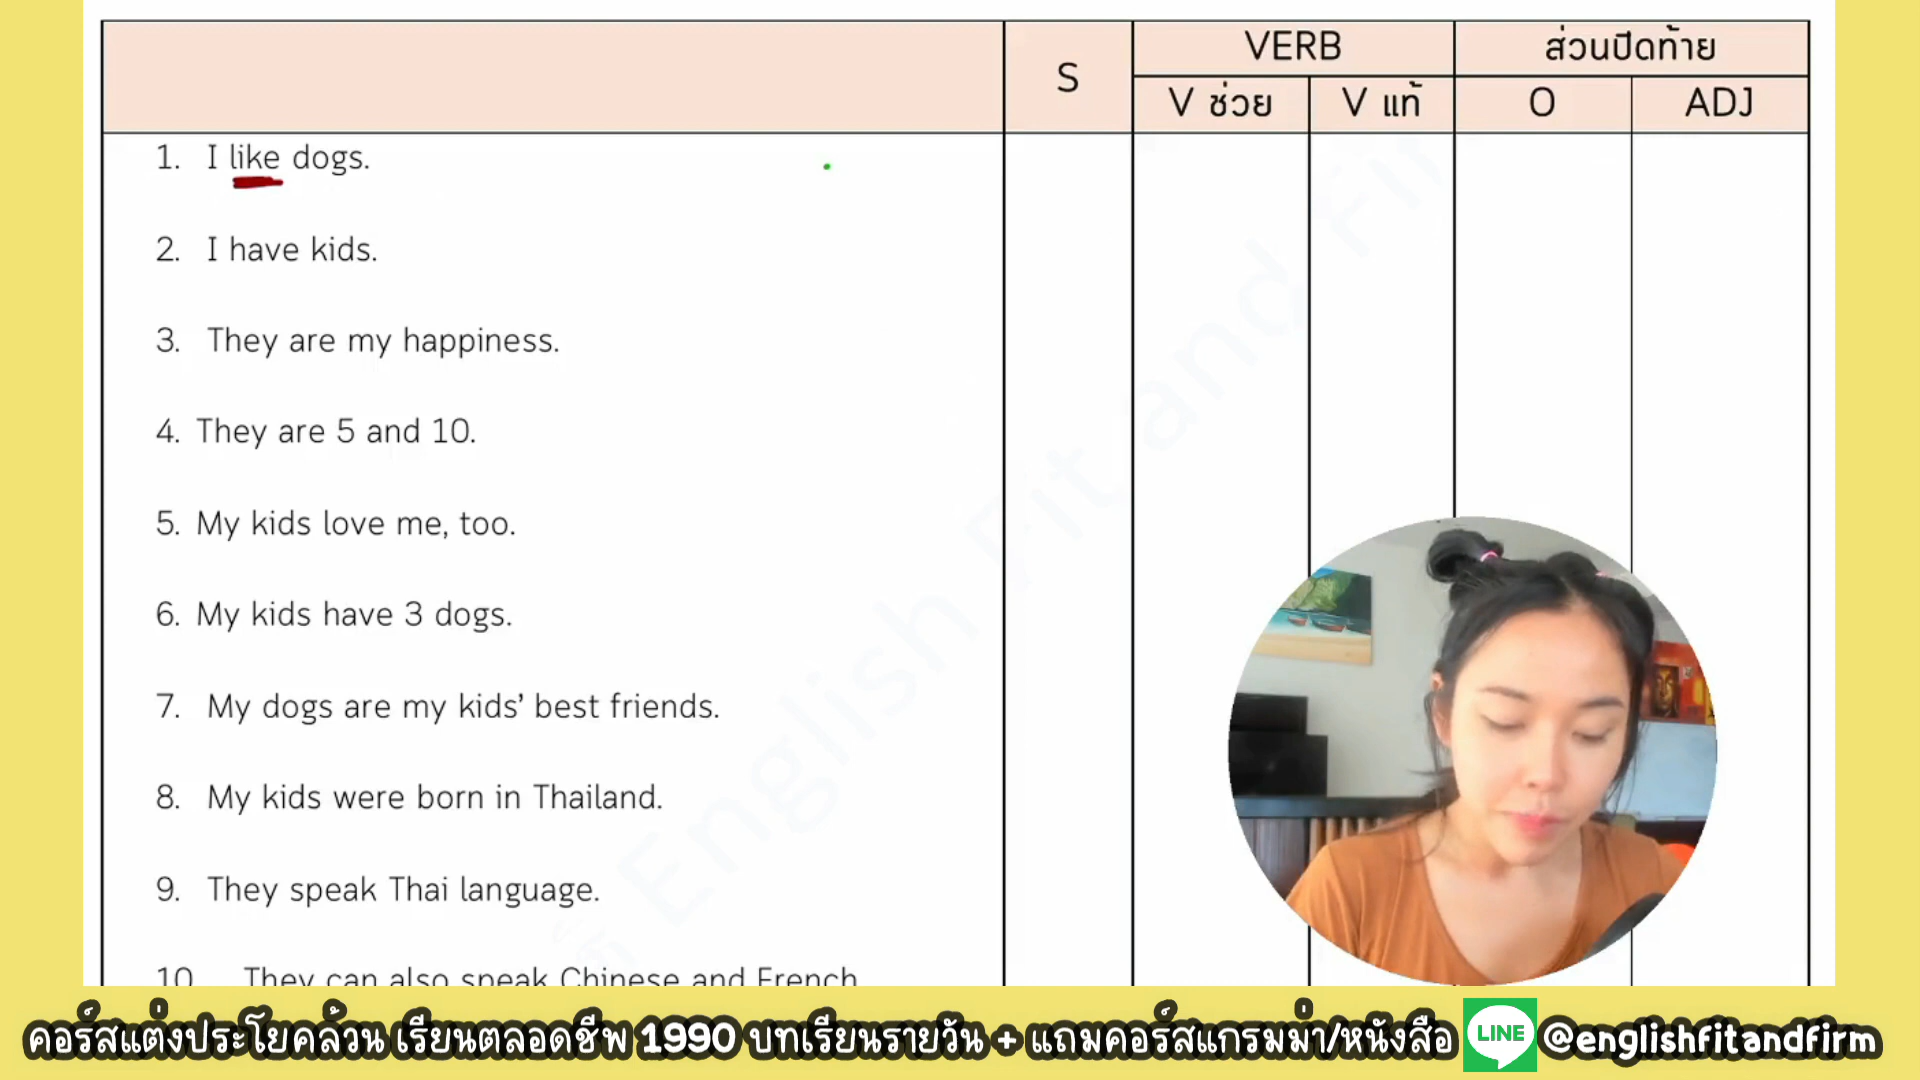 S
VERB
ส่วนปิดท้าย
V ช่วย
V แท้
O
ADJ
1. I like dogs.
2. I have kids.
3. They are my happiness.
4. They are 5 and 10.
5. My kids love me, too.
6. My kids have 3 dogs.
7. My dogs are my kids’ best friends.
8. My kids were born in Thailand.
9. They speak Thai language.
10. They can also speak Chinese and French
English Fit and Fir
คอร์สแต่งประโยคล้วน เรียนตลอดชีพ 1990 บทเรียนรายวัน + แถมคอร์สแกรมม่า/หนังสือ LINE @englishfitandfirm